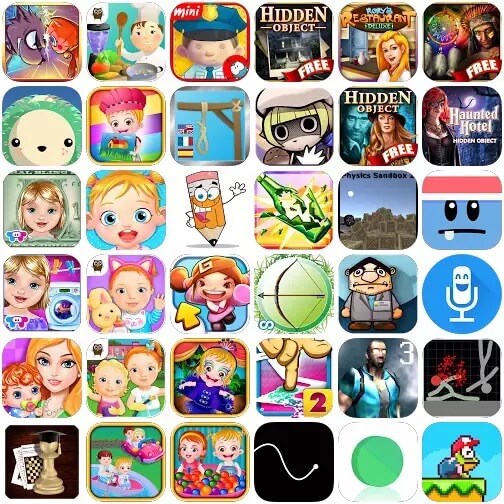 mini
HIDDEN
OBJECT
FREE
RORY'S
RESTAURANT
DELUXE
FREE
HIDDEN
OBJECT
FREE
Haunted
Hotel
HIDDEN OBJECT
Physics Sandbox 2
G
S
3
2